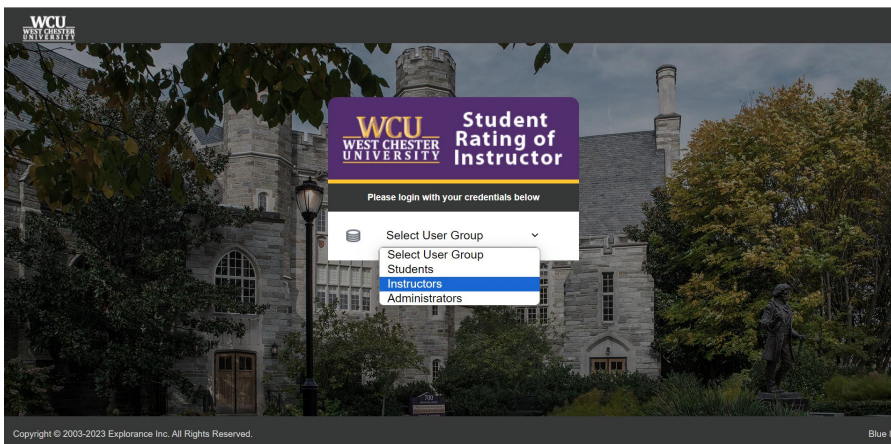 WCU
WEST CHESTER
UNIVERSITY
WCU
WEST CHESTER
UNIVERSITY
Student
Rating of
Instructor
Please login with your credentials below
Select User Group
Select User Group
Students
Instructors
Administrators
700
Copyright © 2003-2023 Explorance Inc. All Rights Reserved.
Blue